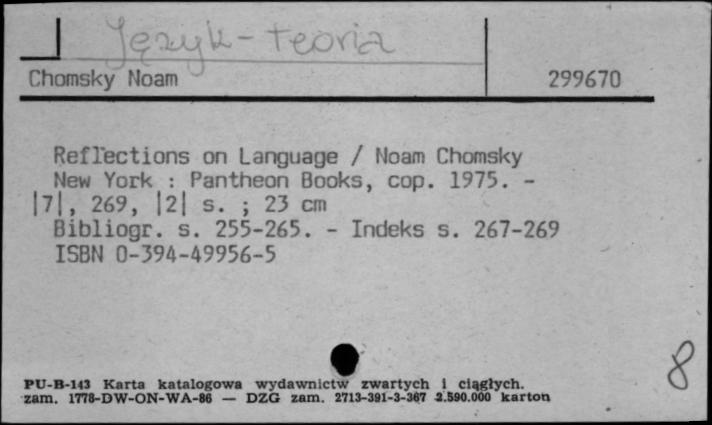 Język - teoria
Chomsky Noam 299670
Reflections on Language / Noam Chomsky
New York : Pantheon Books, cop. 1975. -
|7|, 269, |2| s. ; 23 cm
Bibliogr. s. 255-265. - Indeks s. 267-269
ISBN 0-394-49956-5
8
PU-B-143 Karta katalogowa wydawnictw zwartych i ciągłych.
zam. 1778-DW-ON-WA-86 — DZG zam. 2713-391-3-367 2.590.000 karton